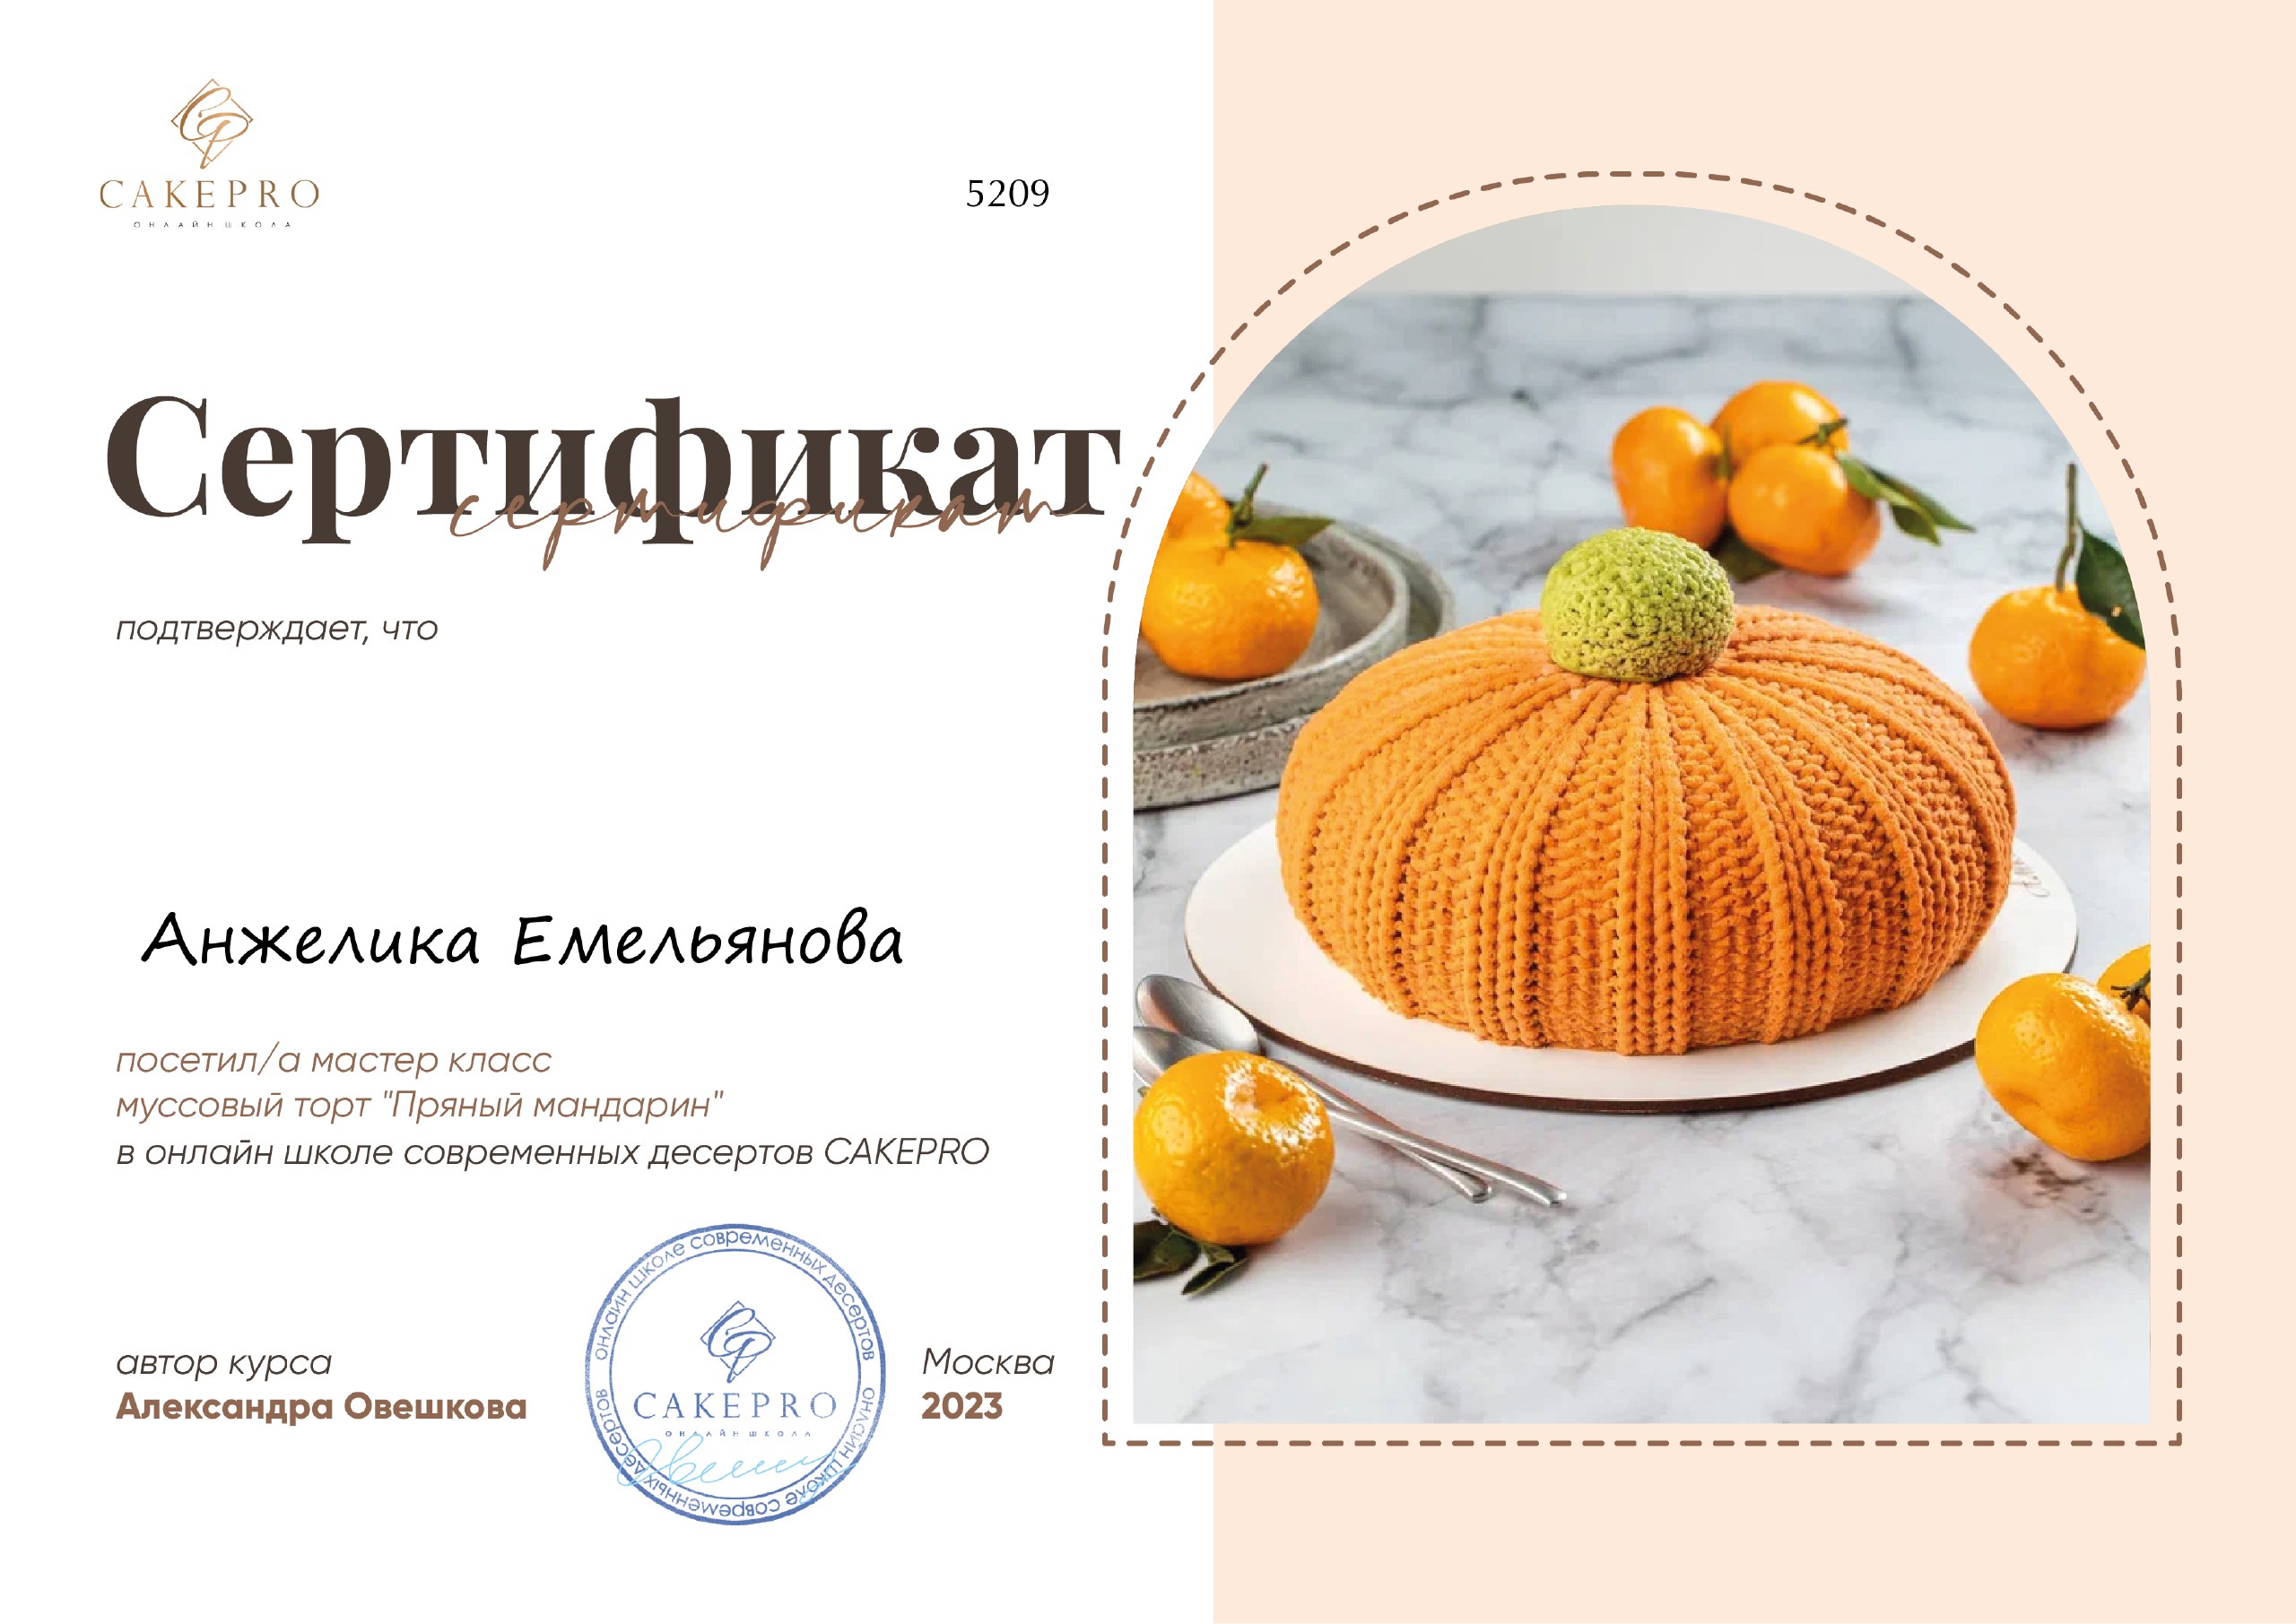 CAKEPRO
ОНЛАЙН ШКОЛА
5209
Сертификат
сертификат
подтверждает, что
Анжелика Емельянова
посетил/а мастер класс
муссовый торт "Пряный мандарин"
в онлайн школе современных десертов CAKEPRO
автор курса
Александра Овешкова
онлайн школе современных десертов
онлайн школе современных десертов
CAKEPRO
ОНЛАЙН ШКОЛА
Москва
2023